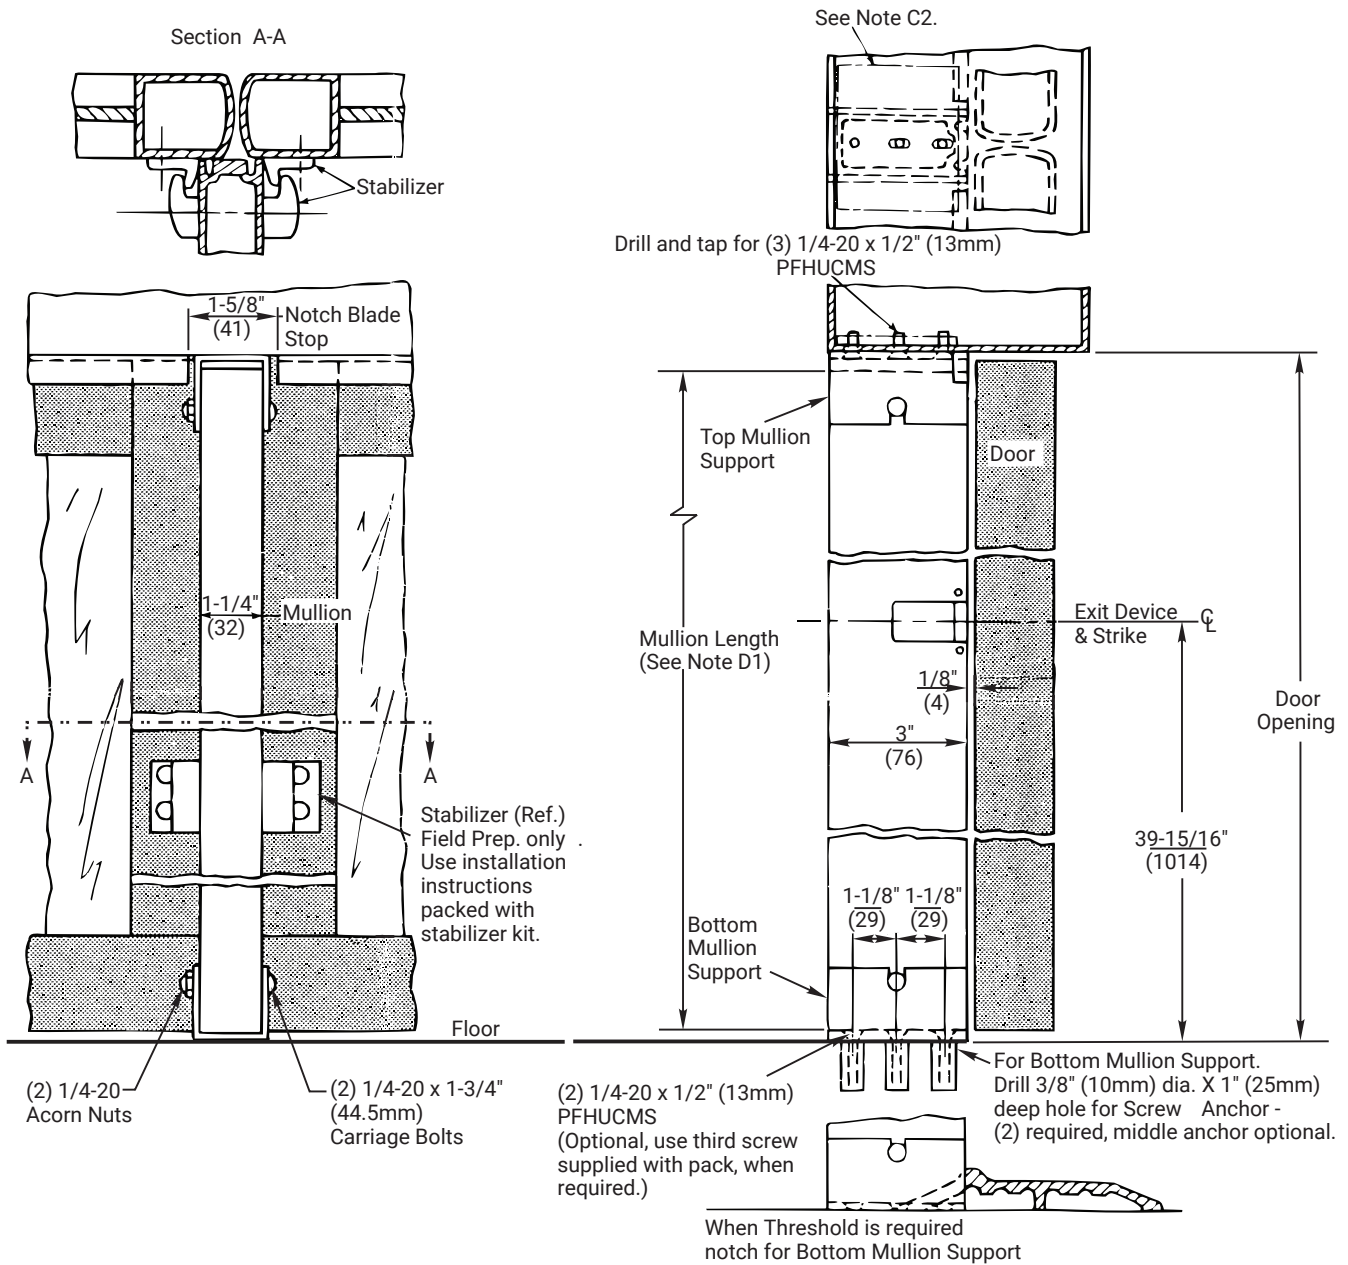 See Note C2.
Section A-A
Stabilizer
Drill and tap for (3) 1/4-20 x 1/2" (13mm)
PFHUCMS
1-5/8"
(41)
Notch Blade
Stop
Top Mullion
Support
Door
1-1/4"
(32)
Mullion
Mullion Length
(See Note D1)
Exit Device
& Strike
℄
1/8"
(4)
3"
(76)
Door
Opening
A
A
Stabilizer (Ref.)
Field Prep. only .
Use installation
instructions
packed with
stabilizer kit.
39-15/16"
(1014)
1-1/8" 1-1/8"
(29) (29)
Bottom
Mullion
Support
Floor
(2) 1/4-20
Acorn Nuts
(2) 1/4-20 x 1-3/4"
(44.5mm)
Carriage Bolts
(2) 1/4-20 x 1/2" (13mm)
PFHUCMS
(Optional, use third screw
supplied with pack, when
required.)
For Bottom Mullion Support.
Drill 3/8" (10mm) dia. X 1" (25mm)
deep hole for Screw Anchor -
(2) required, middle anchor optional.
When Threshold is required
notch for Bottom Mullion Support